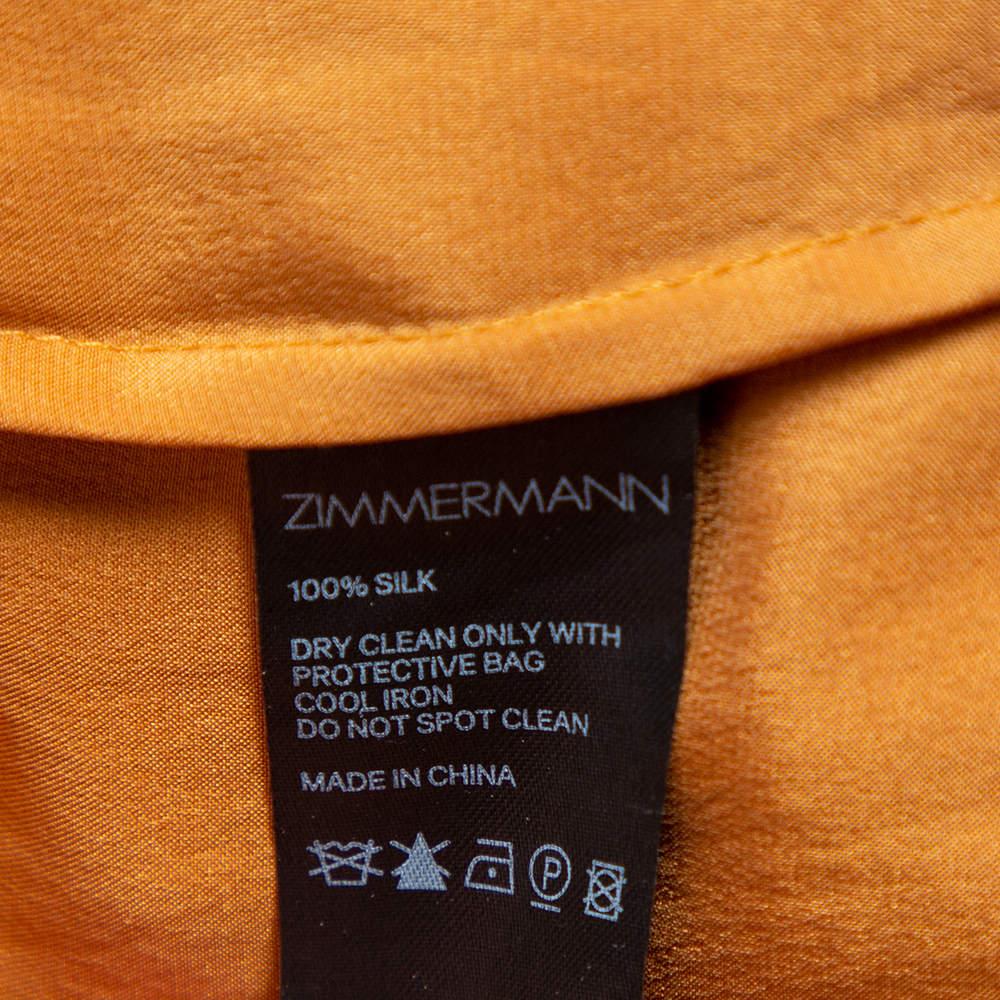 ZIMMERMANN
100% SILK
DRY CLEAN ONLY WITH
PROTECTIVE BAG
COOL IRON
DO NOT SPOT CLEAN
MADE IN CHINA
P